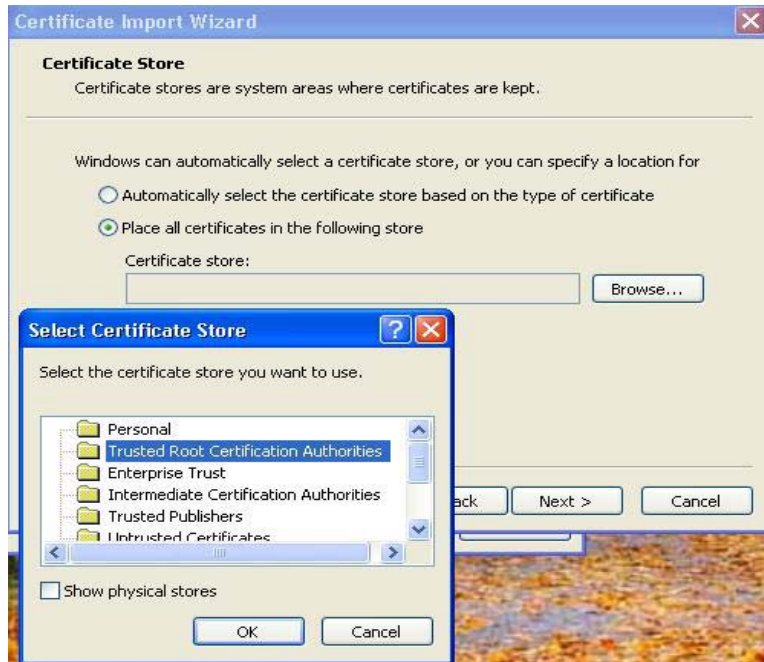 Certificate Import Wizard
Certificate Store
Certificate stores are system areas where certificates are kept.
Windows can automatically select a certificate store, or you can specify a location for
Automatically select the certificate store based on the type of certificate
Place all certificates in the following store
Certificate store:
Browse...
Select Certificate Store
Select the certificate store you want to use.
Personal
Trusted Root Certification Authorities
Enterprise Trust
Intermediate Certification Authorities
Trusted Publishers
Untrusted Certificates
Show physical stores
OK
Cancel
ack
Next >
Cancel